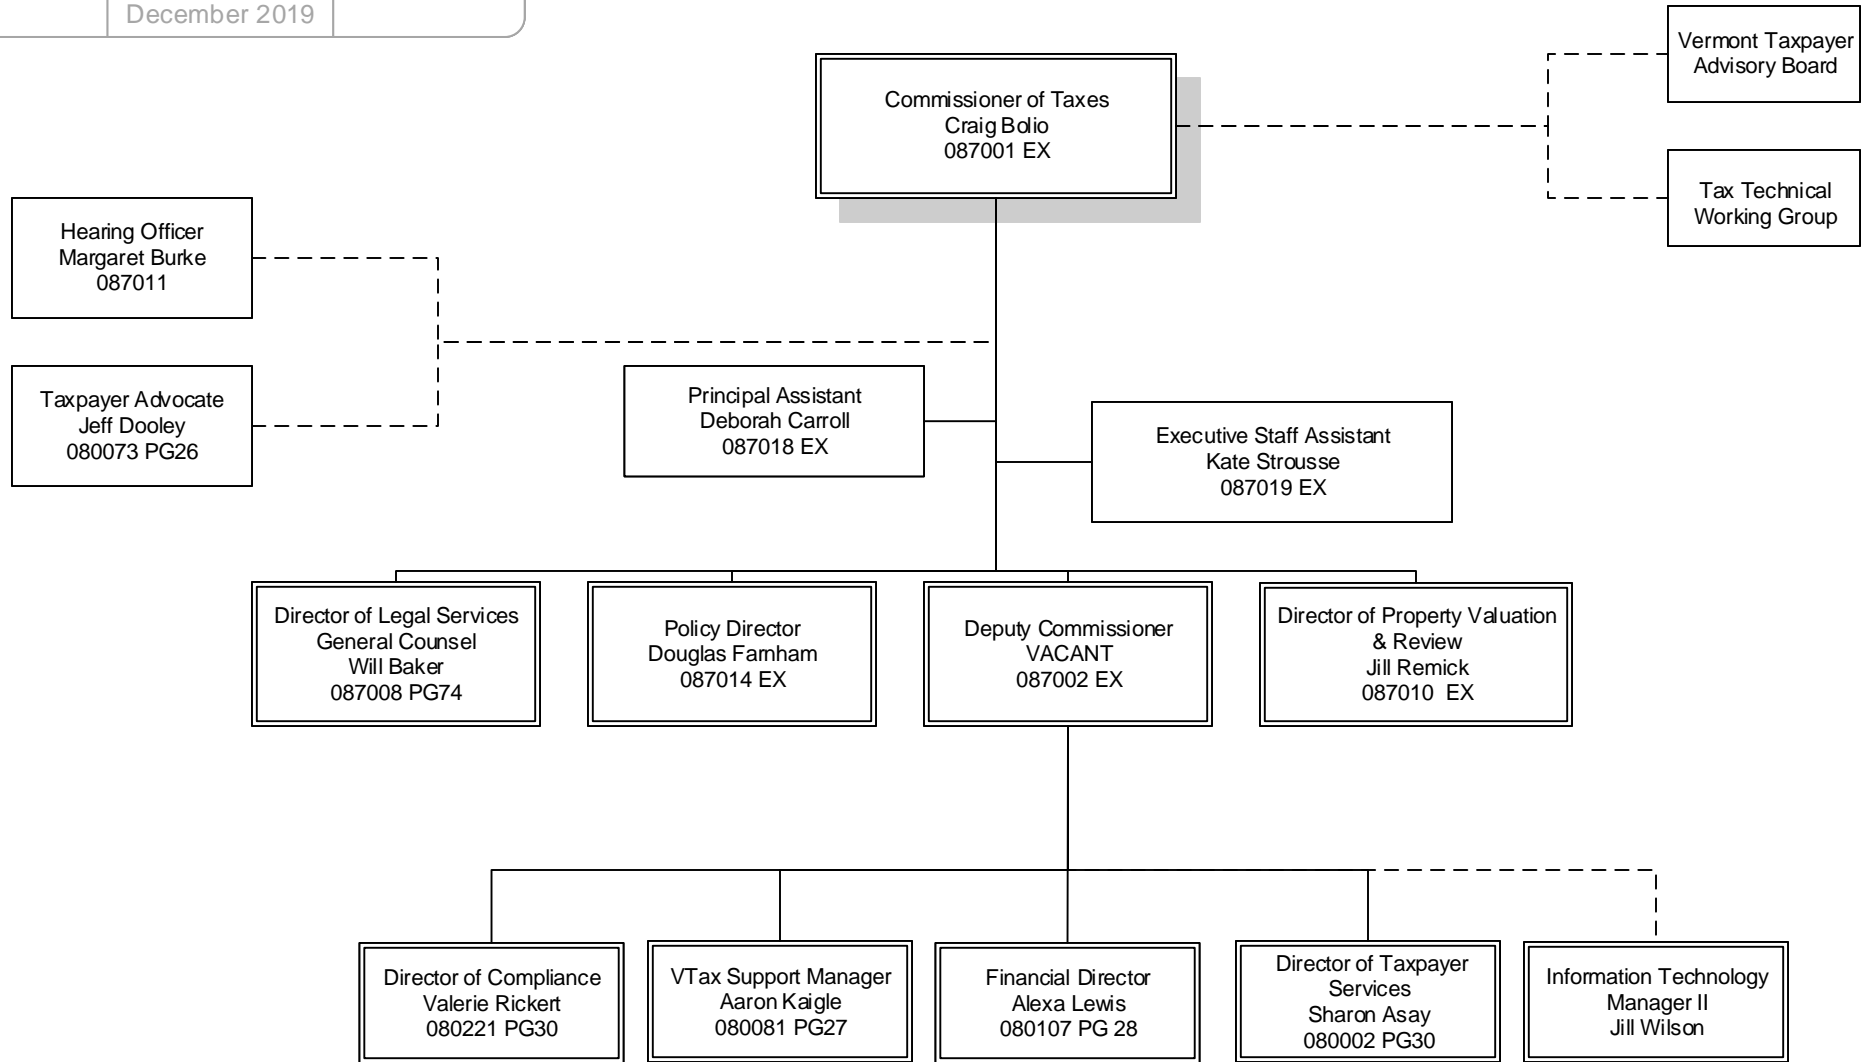 December 2019
Vermont Taxpayer
Advisory Board
Commissioner of Taxes
Craig Bolio
087001 EX
Tax Technical
Working Group
Hearing Officer
Margaret Burke
087011
Taxpayer Advocate
Jeff Dooley
080073 PG26
Principal Assistant
Deborah Carroll
087018 EX
Executive Staff Assistant
Kate Strousse
087019 EX
Director of Legal Services
General Counsel
Will Baker
087008 PG74
Policy Director
Douglas Farnham
087014 EX
Deputy Commissioner
VACANT
087002 EX
Director of Property Valuation
& Review
Jill Remick
087010 EX
Director of Compliance
Valerie Rickert
080221 PG30
VTax Support Manager
Aaron Kaigle
080081 PG27
Financial Director
Alexa Lewis
080107 PG 28
Director of Taxpayer
Services
Sharon Asay
080002 PG30
Information Technology
Manager II
Jill Wilson